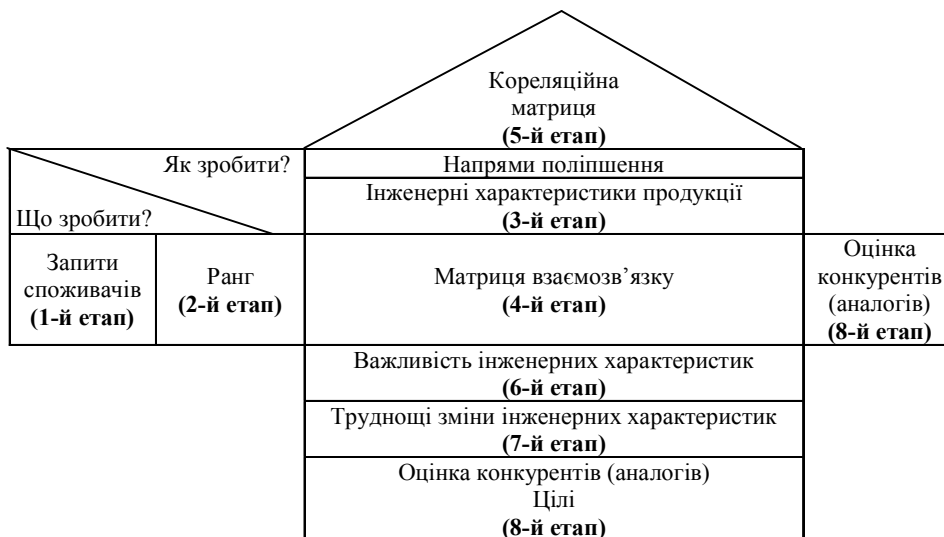 Кореляційна
матриця
(5-й етап)
Як зробити?
Напрями поліпшення
Інженерні характеристики продукції
(3-й етап)
Що зробити?
Запити
споживачів
(1-й етап)
Ранг
(2-й етап)
Матриця взаємозв’язку
(4-й етап)
Оцінка
конкурентів
(аналогів)
(8-й етап)
Важливість інженерних характеристик
(6-й етап)
Труднощі зміни інженерних характеристик
(7-й етап)
Оцінка конкурентів (аналогів)
Цілі
(8-й етап)